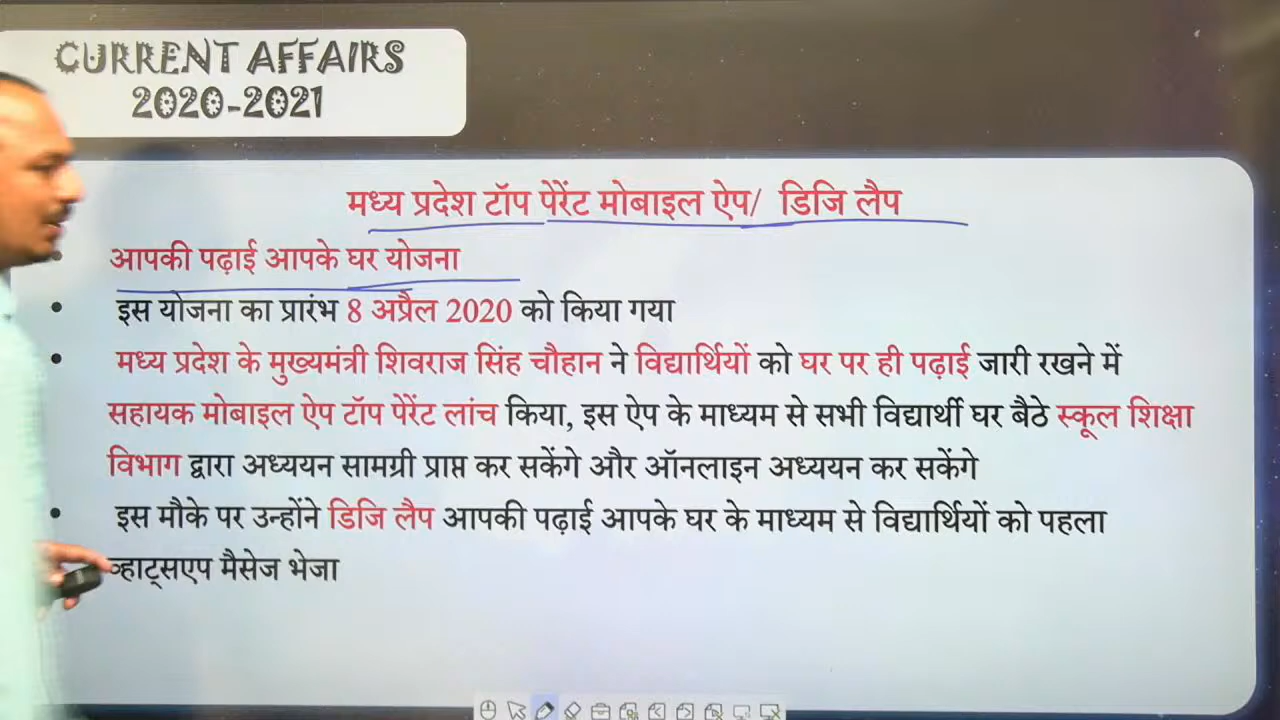 CURRENT AFFAIRS
2020-2021
मध्य प्रदेश टॉप पेरेंट मोबाइल ऐप/ डिजि लैप
आपकी पढ़ाई आपके घर योजना
इस योजना का प्रारंभ 8 अप्रैल 2020 को किया गया
मध्य प्रदेश के मुख्यमंत्री शिवराज सिंह चौहान ने विद्यार्थियों को घर पर ही पढ़ाई जारी रखने में
सहायक मोबाइल ऐप टॉप पेरेंट लांच किया, इस ऐप के माध्यम से सभी विद्यार्थी घर बैठे स्कूल शिक्षा
विभाग द्वारा अध्ययन सामग्री प्राप्त कर सकेंगे और ऑनलाइन अध्ययन कर सकेंगे
इस मौके पर उन्होंने डिजि लैप आपकी पढ़ाई आपके घर के माध्यम से विद्यार्थियों को पहला
व्हाट्सएप मैसेज भेजा